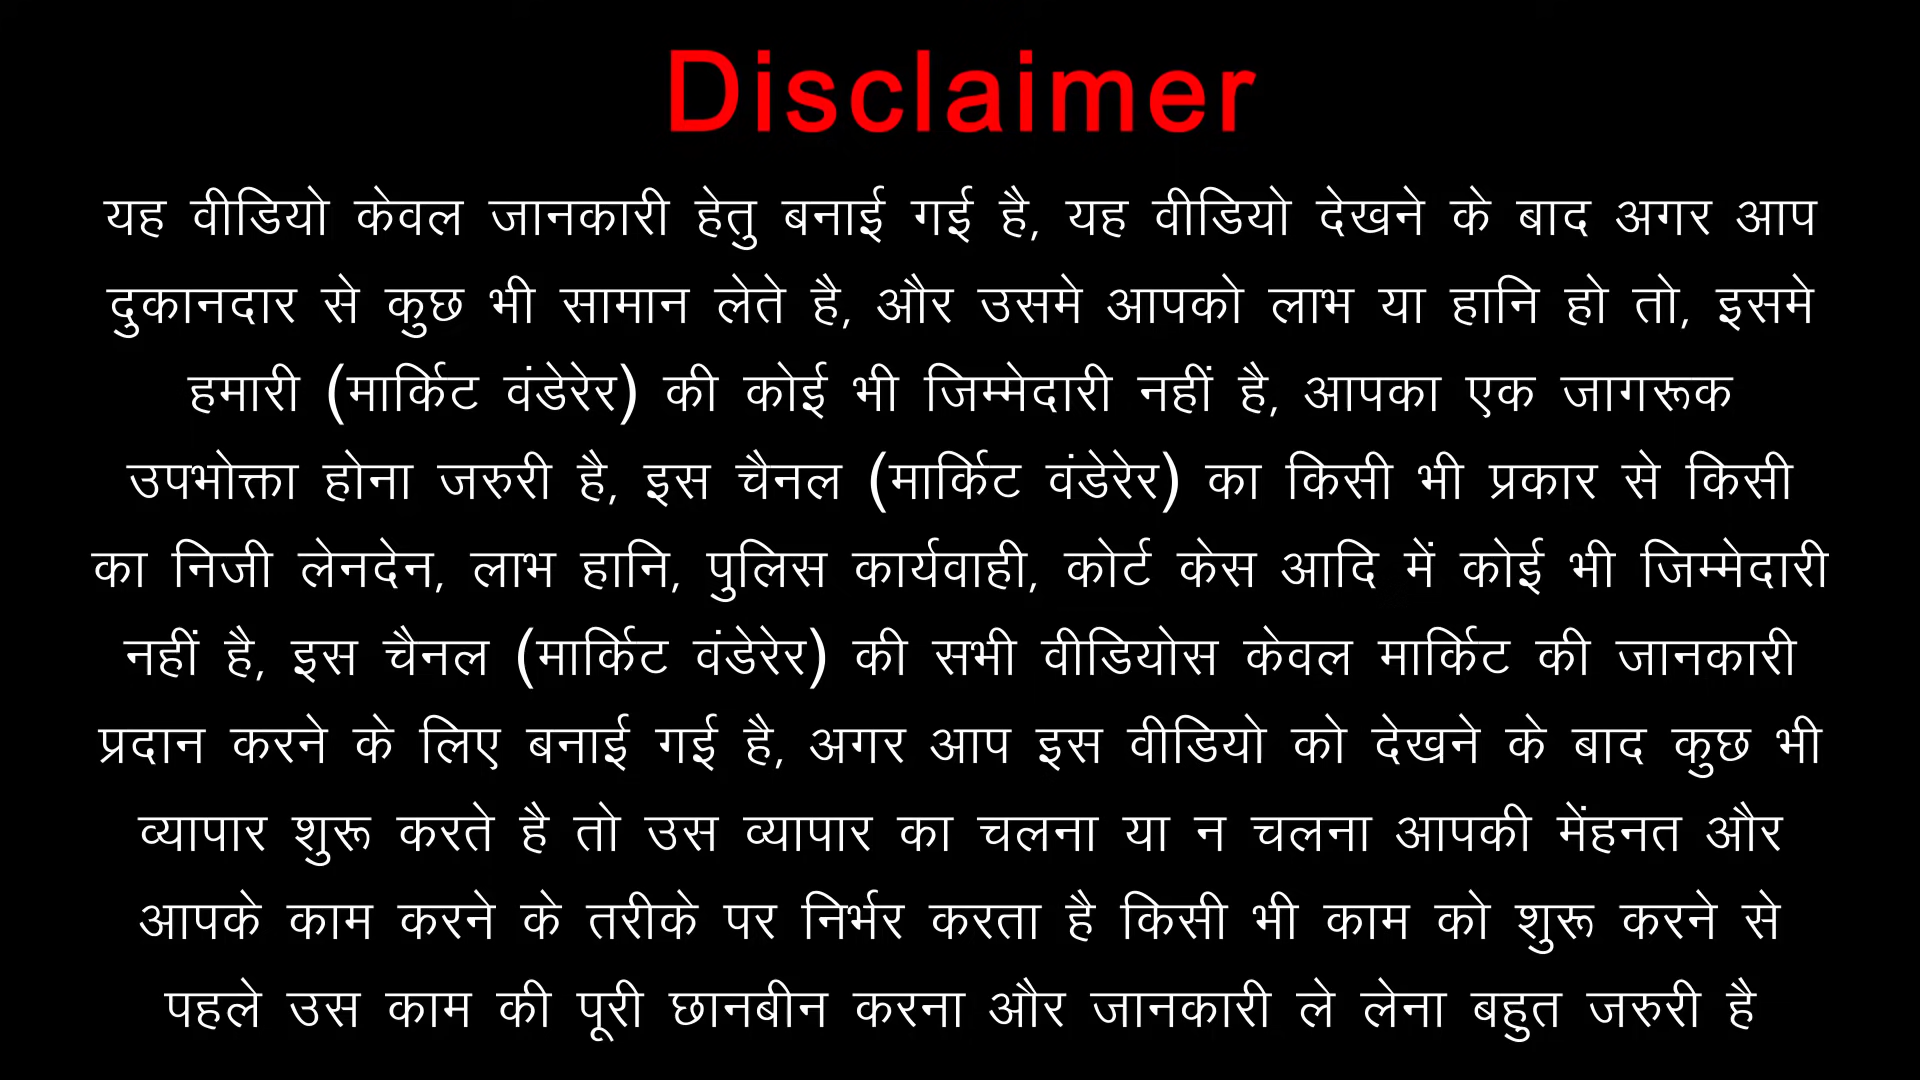 Disclaimer
यह वीडियो केवल जानकारी हेतु बनाई गई है, यह वीडियो देखने के बाद अगर आप
दुकानदार से कुछ भी सामान लेते है, और उसमे आपको लाभ या हानि हो तो, इसमे
हमारी (मार्किट वंडेरेर) की कोई भी जिम्मेदारी नहीं है, आपका एक जागरूक
उपभोक्ता होना जरुरी है, इस चैनल (मार्किट वंडेरेर) का किसी भी प्रकार से किसी
का निजी लेनदेन, लाभ हानि, पुलिस कार्यवाही, कोर्ट केस आदि में कोई भी जिम्मेदारी
नहीं है, इस चैनल (मार्किट वंडेरेर) की सभी वीडियोस केवल मार्किट की जानकारी
प्रदान करने के लिए बनाई गई है, अगर आप इस वीडियो को देखने के बाद कुछ भी
व्यापार शुरू करते है तो उस व्यापार का चलना या न चलना आपकी मेंहनत और
आपके काम करने के तरीके पर निर्भर करता है किसी भी काम को शुरू करने से
पहले उस काम की पूरी छानबीन करना और जानकारी ले लेना बहुत जरुरी है